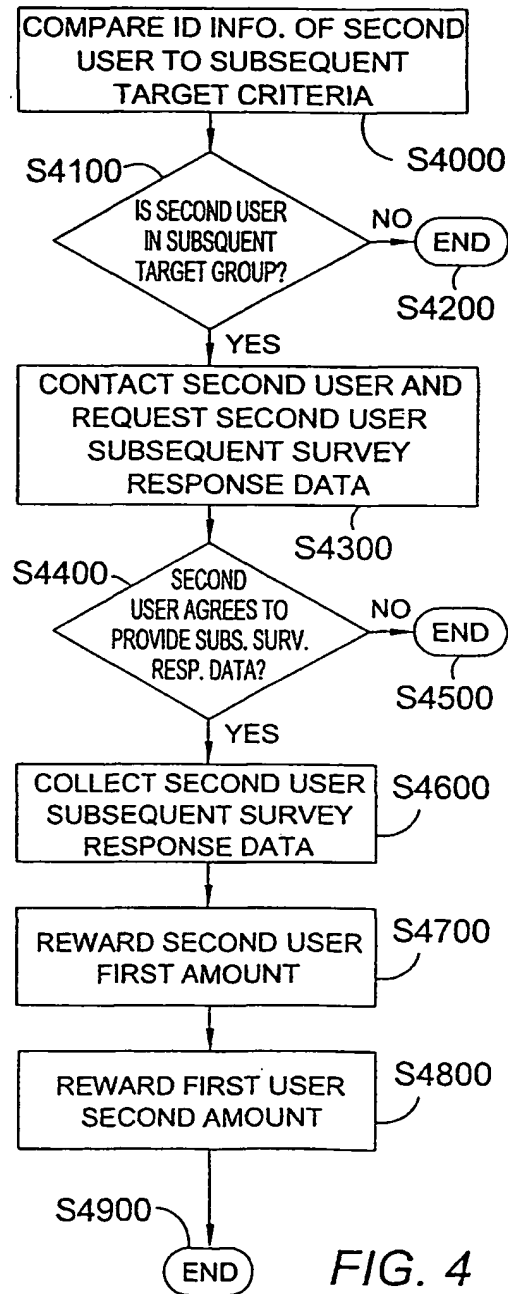 COMPARE ID INFO. OF SECOND
USER TO SUBSEQUENT
TARGET CRITERIA
S4000
S4100
IS SECOND USER
IN SUBSQUENT
TARGET GROUP?
NO
END
S4200
YES
CONTACT SECOND USER AND
REQUEST SECOND USER
SUBSEQUENT SURVEY
RESPONSE DATA
S4300
S4400
SECOND
USER AGREES TO
PROVIDE SUBS. SURV.
RESP. DATA?
NO
END
S4500
YES
COLLECT SECOND USER
SUBSEQUENT SURVEY
RESPONSE DATA
S4600
REWARD SECOND USER
FIRST AMOUNT
S4700
REWARD FIRST USER
SECOND AMOUNT
S4800
S4900
END
FIG. 4